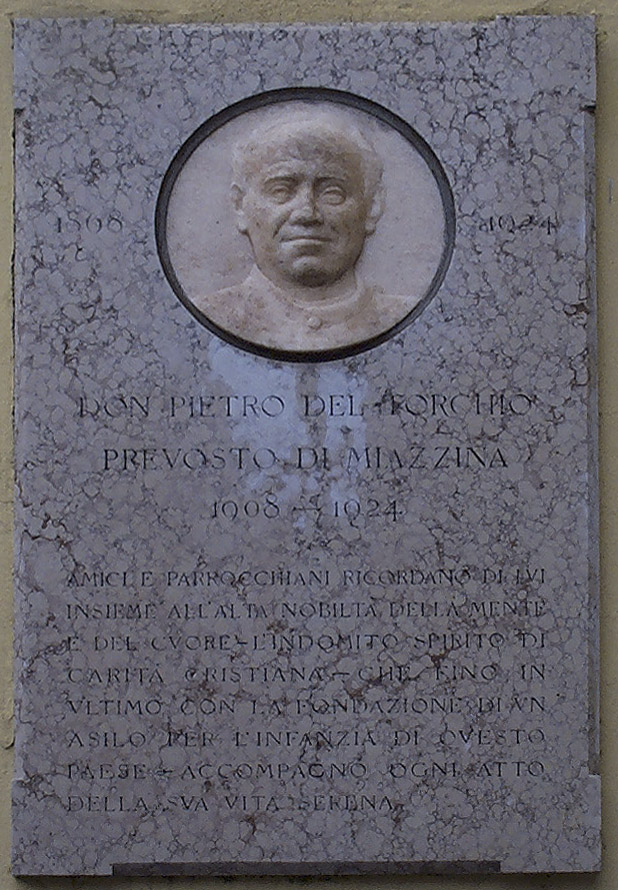 1868 1924
DON PIETRO DEL TORCHIO
PREVOSTO DI MIAZZINA
1908 – 1924
AMICI E PARROCCHIANI RICORDANO DI LVI
INSIEME ALL'ALTA NOBILTÀ DELLA MENTE
E DEL CVORE – L'INDOMITO SPIRITO DI
CARITÀ CRISTIANA – CHE FINO IN
VLTIMO CON LA FONDAZIONE DI VN
ASILO PER L'INFANZIA DI QVESTO
PAESE – ACCOMPAGNÒ OGNI ATTO
DELLA SVA VITA SERENA